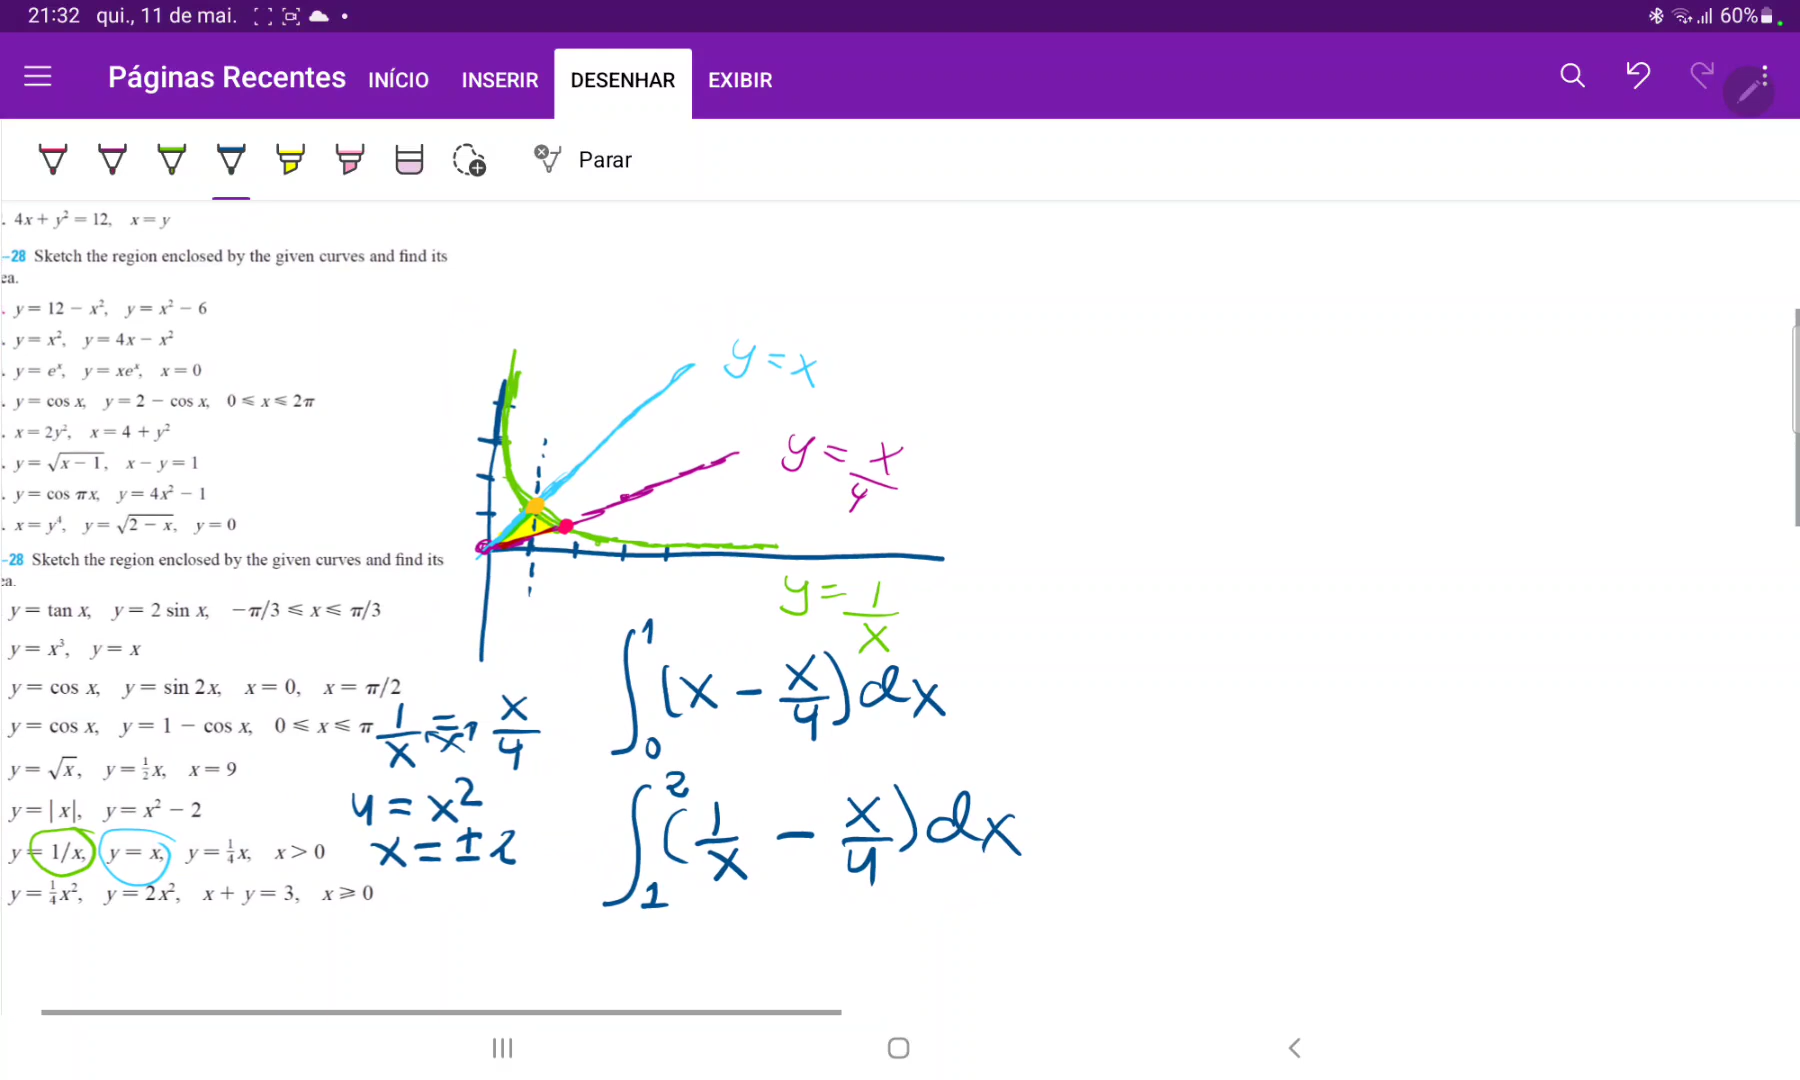 21:32 qui., 11 de mai. 60%
Páginas Recentes INÍCIO INSERIR DESENHAR EXIBIR
Parar
. 4x + y² = 12, x = y
–28 Sketch the region enclosed by the given curves and find its
ea.
. y = 12 − x², y = x² − 6
. y = x², y = 4x − x²
. y = eˣ, y = xeˣ, x = 0
. y = cos x, y = 2 − cos x, 0 ⩽ x ⩽ 2π
. x = 2y², x = 4 + y²
. y = √(x − 1), x − y = 1
. y = cos πx, y = 4x² − 1
. x = y⁴, y = √(2 − x), y = 0
–28 Sketch the region enclosed by the given curves and find its
ea.
y = tan x, y = 2 sin x, −π/3 ⩽ x ⩽ π/3
y = x³, y = x
y = cos x, y = sin 2x, x = 0, x = π/2
y = cos x, y = 1 − cos x, 0 ⩽ x ⩽ π
y = √x, y = ½x, x = 9
y = |x|, y = x² − 2
y = 1/x, y = x, y = ¼x, x > 0
y = ¼x², y = 2x², x + y = 3, x ⩾ 0
y = x
y = x/4
y = 1/x
1/x = x/4
4 = x²
x = ±2
∫₀¹ (x − x/4) dx
∫₁² (1/x − x/4) dx